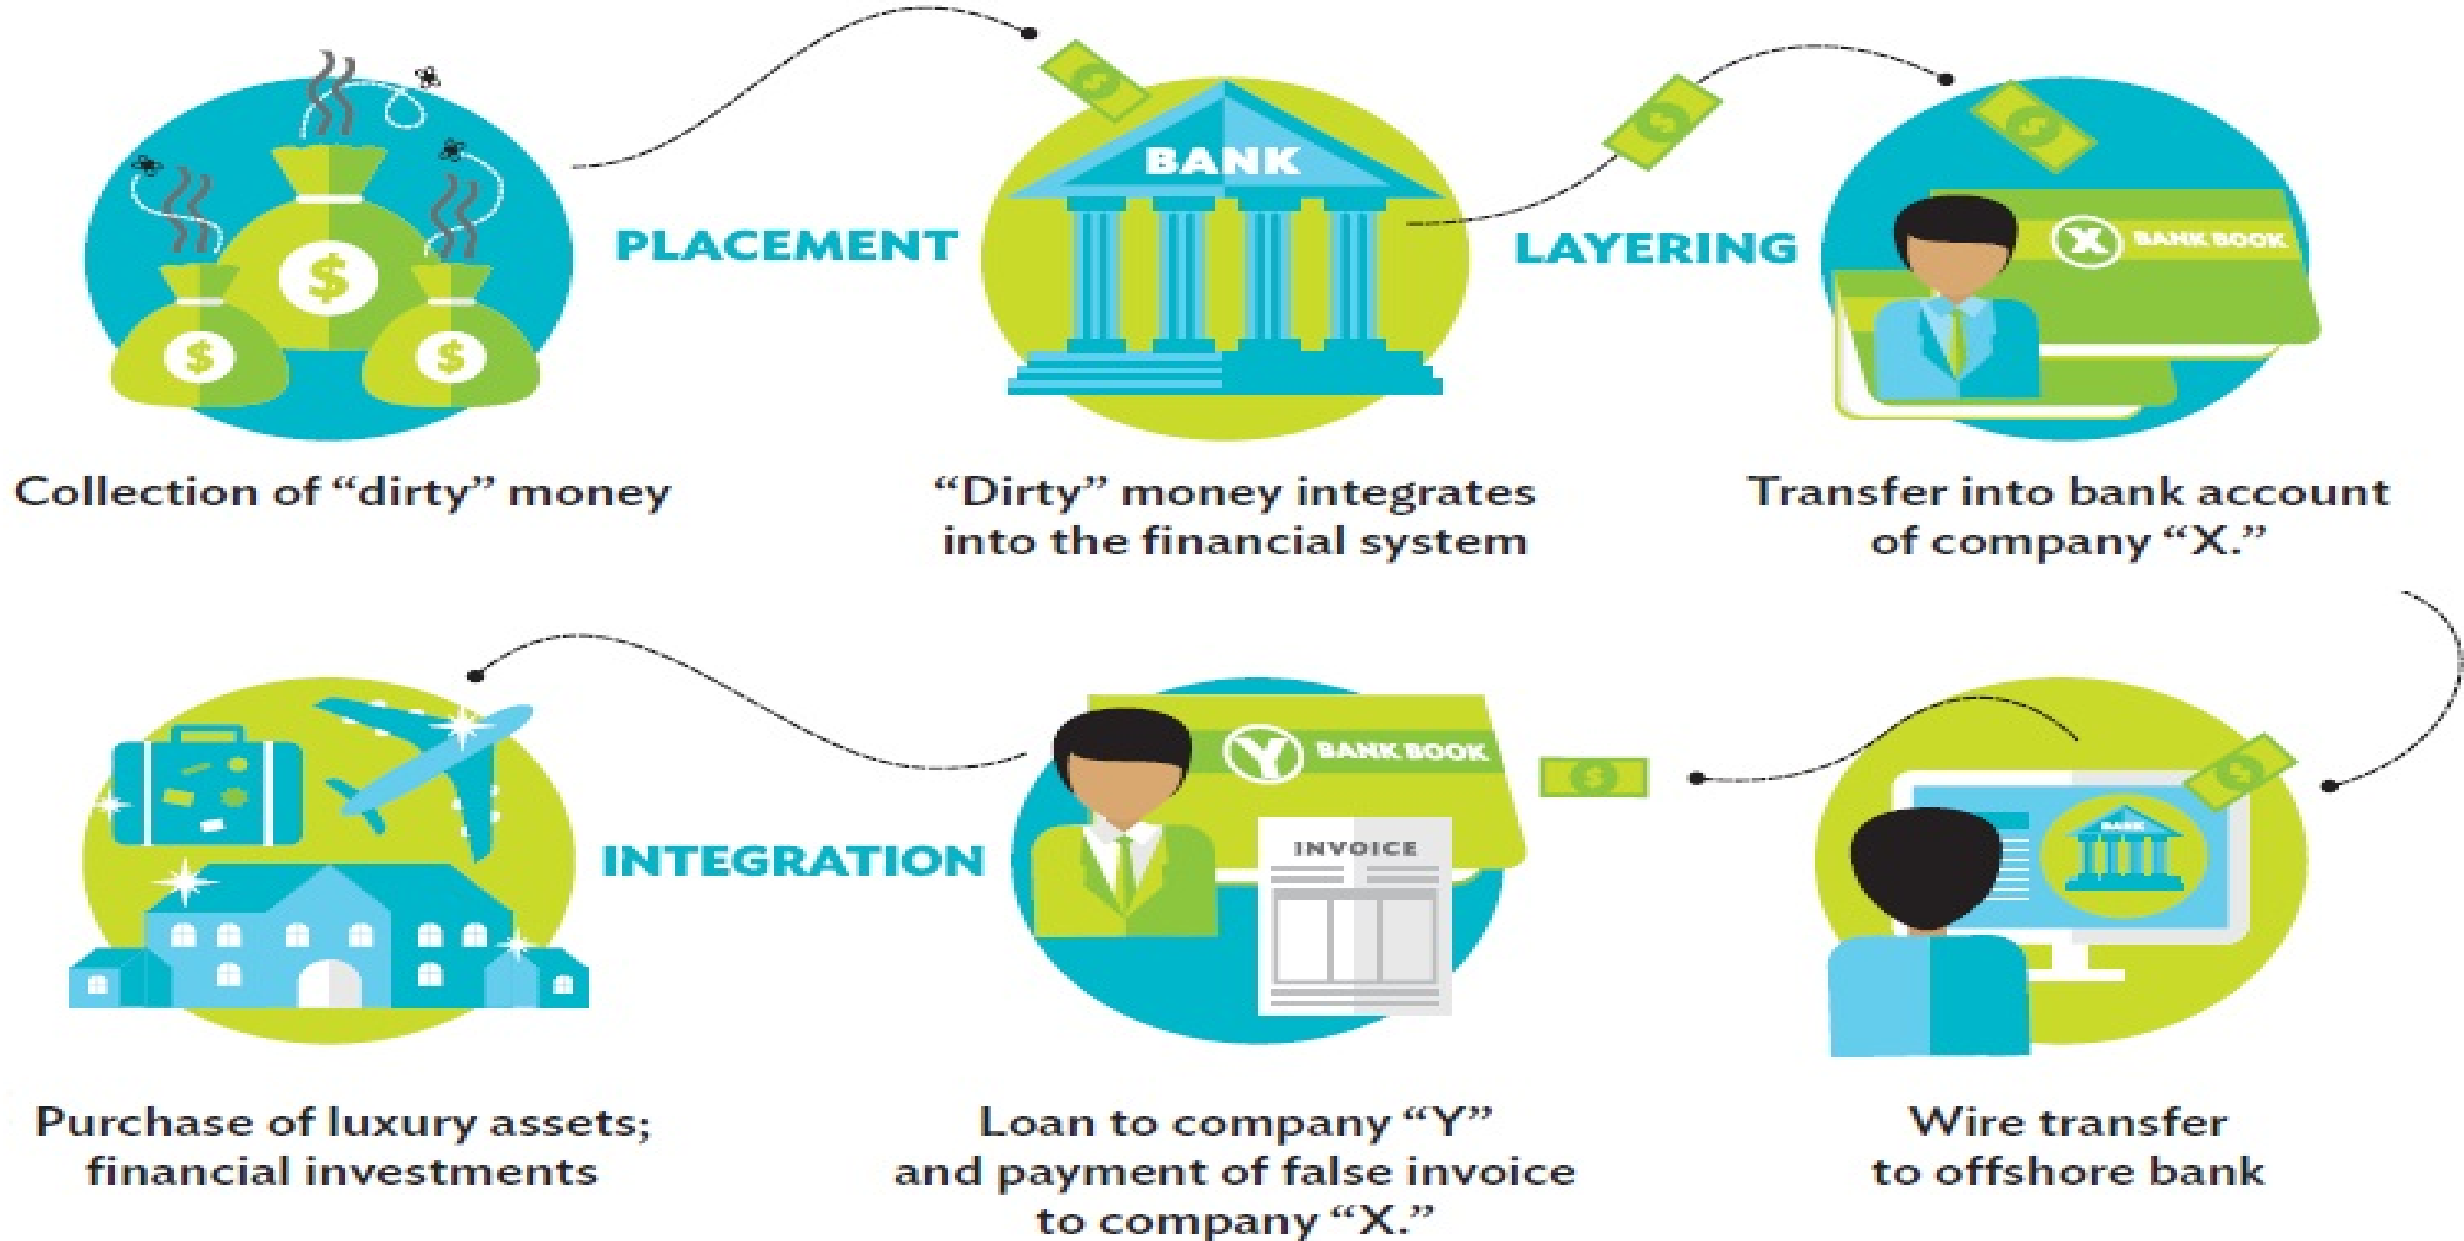 BANK
PLACEMENT
LAYERING
X BANK BOOK
$
$
$
$
$
$
Collection of “dirty” money
“Dirty” money integrates
into the financial system
Transfer into bank account
of company “X.”
Y BANK BOOK
INVOICE
$
$
BANK
INTEGRATION
Purchase of luxury assets;
financial investments
Loan to company “Y”
and payment of false invoice
to company “X.”
Wire transfer
to offshore bank